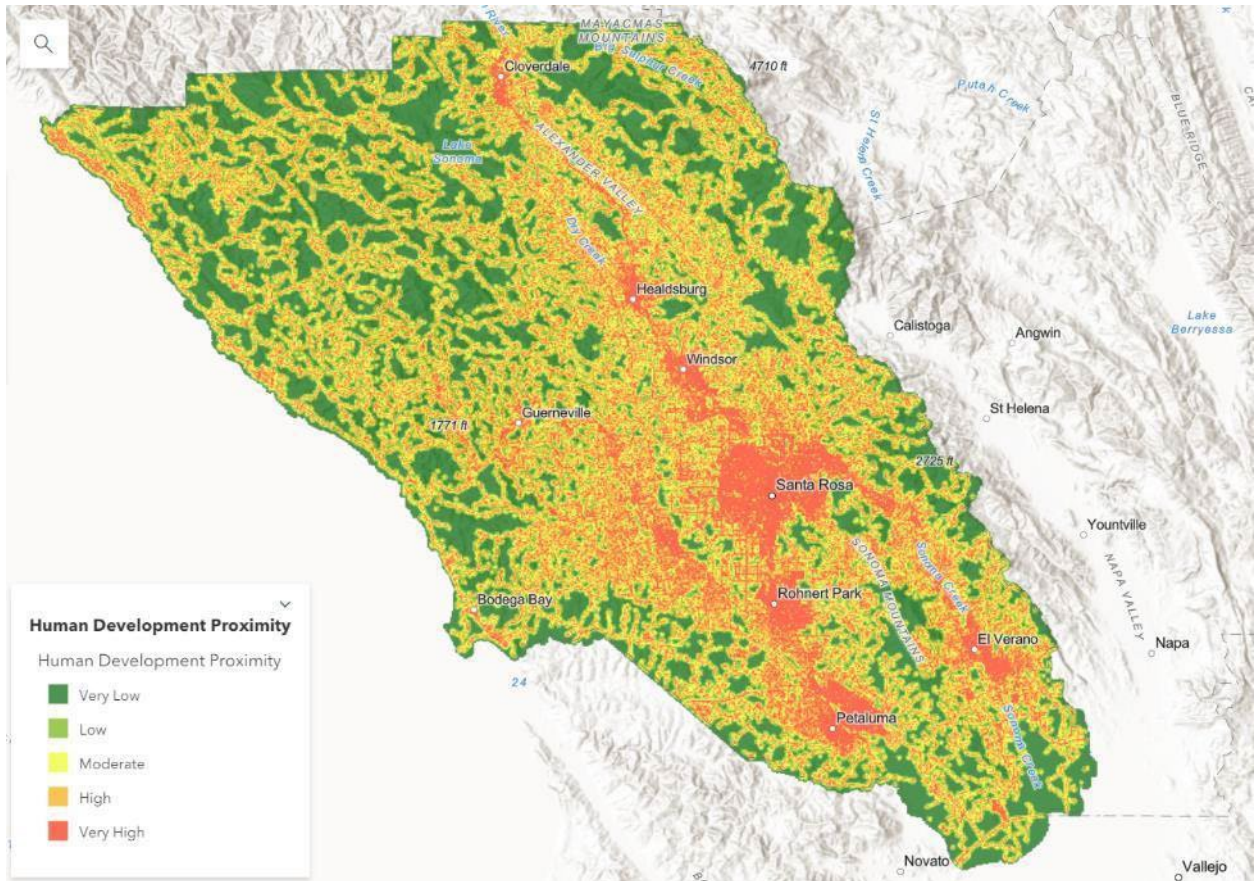 River
MAYACMAS
MOUNTAINS
Big Sulphur Creek
4710 ft
Cloverdale
Putah Creek
BLUE RIDGE
St Helena Creek
Lake
Sonoma
ALEXANDER VALLEY
Dry Creek
Healdsburg
Calistoga
Angwin
Lake
Berryessa
Windsor
St Helena
Guerneville
1771 ft
2725 ft
Santa Rosa
Yountville
SONOMA MOUNTAINS
Sonoma Creek
NAPA VALLEY
Bodega Bay
Rohnert Park
El Verano
Napa
24
Petaluma
Sonoma Creek
Novato
Vallejo
Human Development Proximity
Human Development Proximity
Very Low
Low
Moderate
High
Very High